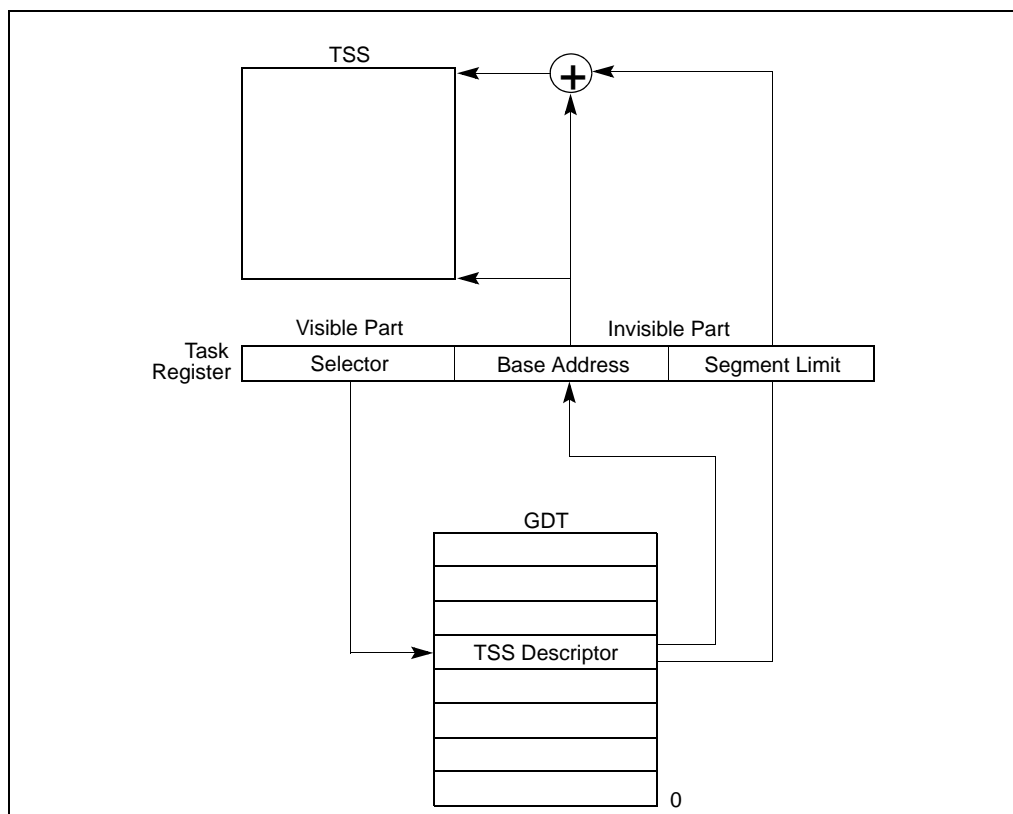 TSS
+
Visible Part
Invisible Part
Task
Register
Selector
Base Address
Segment Limit
GDT
TSS Descriptor
0